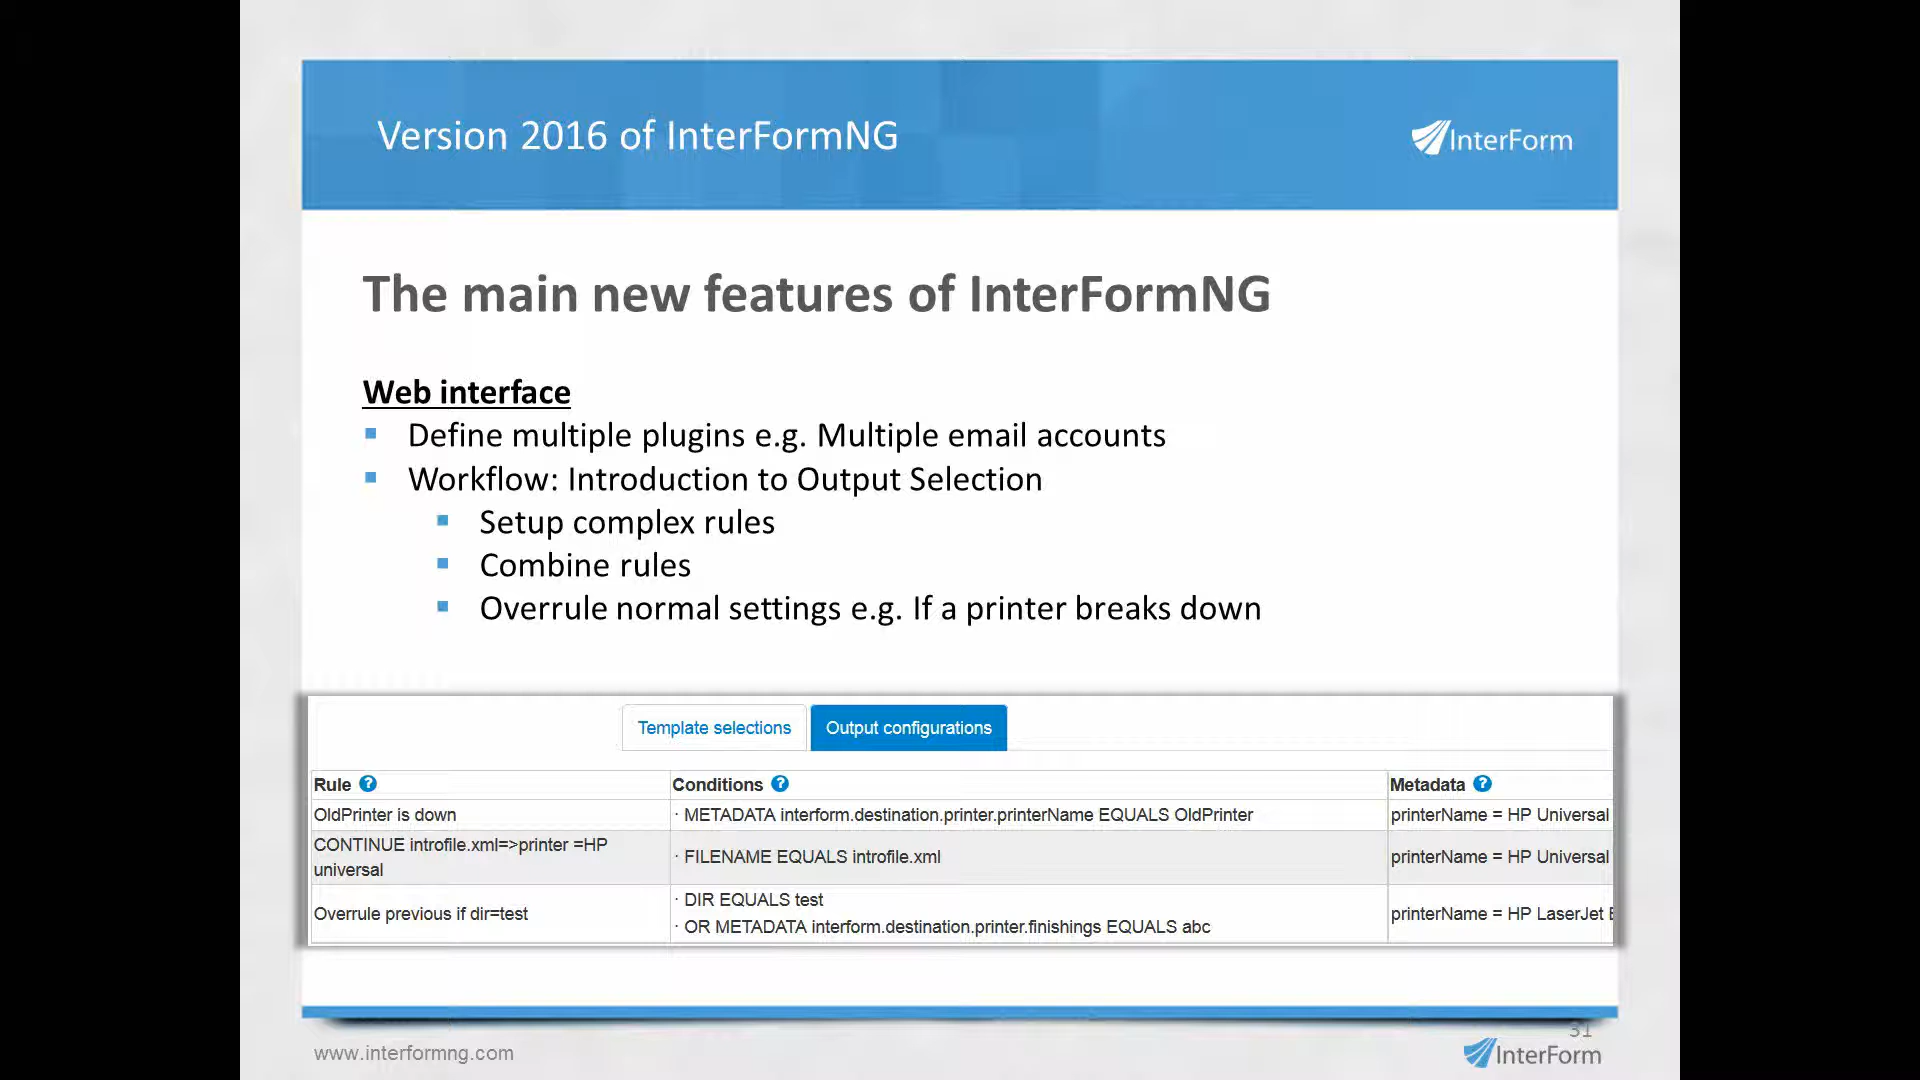 Version 2016 of InterFormNG
InterForm
The main new features of InterFormNG
Web interface
Define multiple plugins e.g. Multiple email accounts
Workflow: Introduction to Output Selection
Setup complex rules
Combine rules
Overrule normal settings e.g. If a printer breaks down
Template selections Output configurations
Rule ? Conditions ? Metadata ?
OldPrinter is down · METADATA interform.destination.printer.printerName EQUALS OldPrinter printerName = HP Universal
CONTINUE introfile.xml=>printer =HP
universal · FILENAME EQUALS introfile.xml printerName = HP Universal
· DIR EQUALS test
Overrule previous if dir=test printerName = HP LaserJet
· OR METADATA interform.destination.printer.finishings EQUALS abc
31
www.interformng.com InterForm